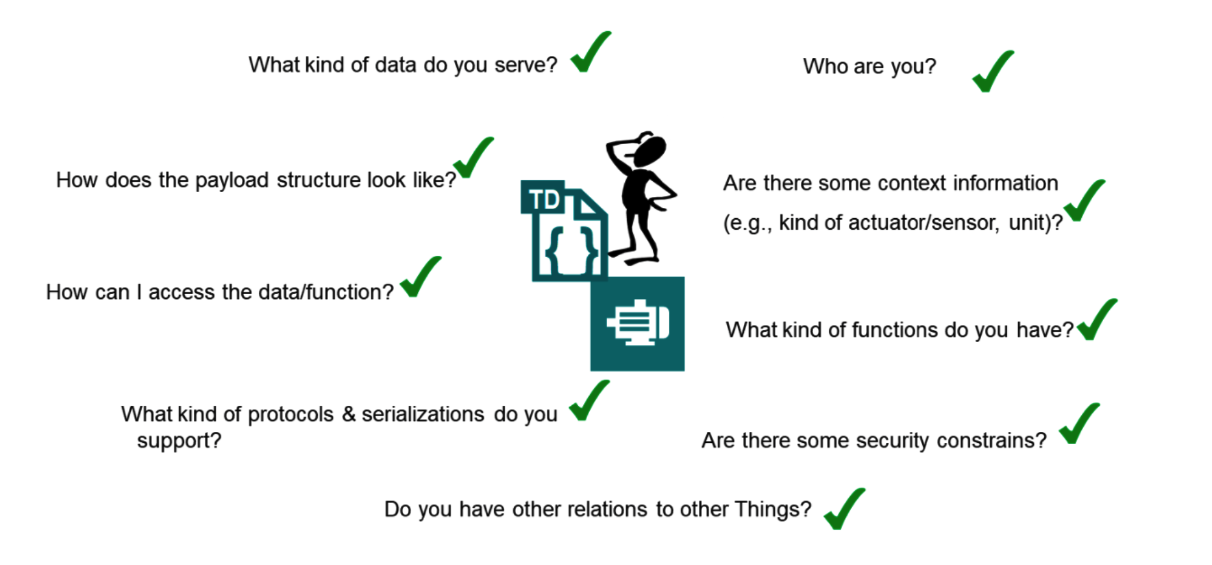 What kind of data do you serve?
Who are you?
How does the payload structure look like?
Are there some context information
(e.g., kind of actuator/sensor, unit)?
TD
{ }
How can I access the data/function?
What kind of functions do you have?
What kind of protocols & serializations do you
support?
Are there some security constrains?
Do you have other relations to other Things?